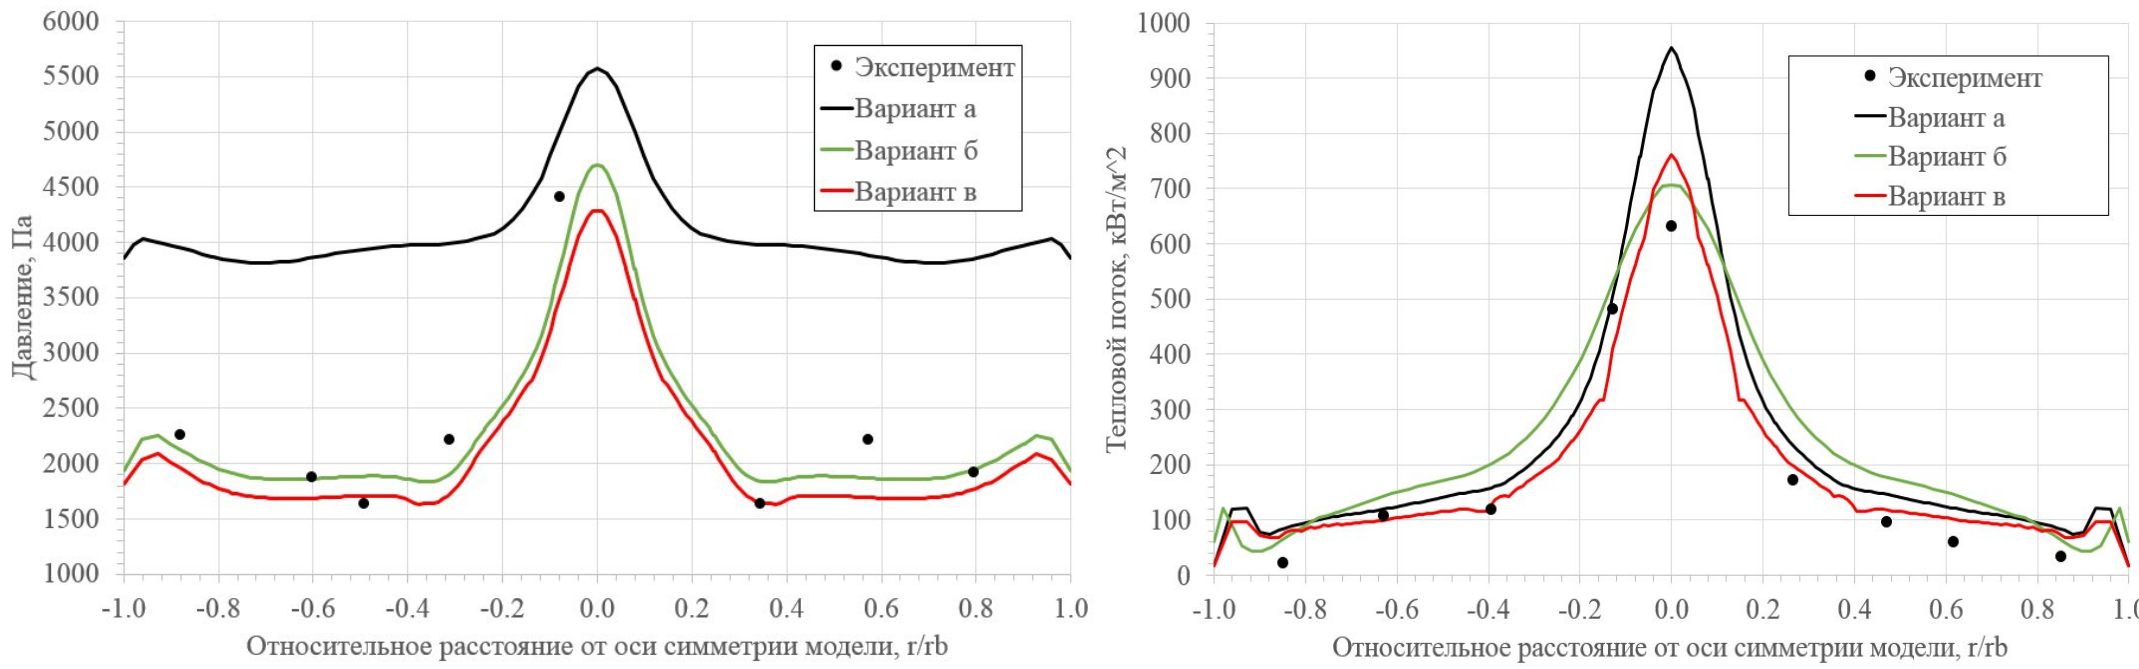 6000
5500
5000
4500
4000
3500
3000
2500
2000
1500
1000
Давление, Па
Эксперимент
Вариант а
Вариант б
Вариант в
-1.0 -0.8 -0.6 -0.4 -0.2 0.0 0.2 0.4 0.6 0.8 1.0
Относительное расстояние от оси симметрии модели, r/rb
1000
900
800
700
600
500
400
300
200
100
0
Тепловой поток, кВт/м^2
Эксперимент
Вариант а
Вариант б
Вариант в
-1.0 -0.8 -0.6 -0.4 -0.2 0.0 0.2 0.4 0.6 0.8 1.0
Относительное расстояние от оси симметрии модели, r/rb